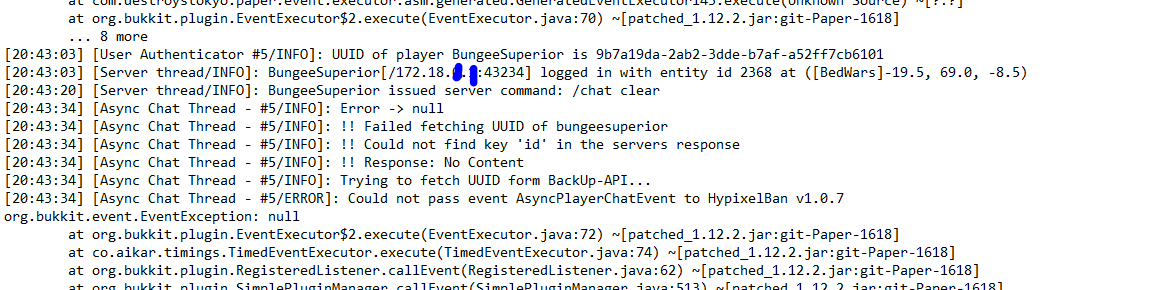 at com.destroystokyo.paper.event.executor.asm.generated.GeneratedEventExecutor145.execute(Unknown Source) ~[?:?]
at org.bukkit.plugin.EventExecutor$2.execute(EventExecutor.java:70) ~[patched_1.12.2.jar:git-Paper-1618]
... 8 more
[20:43:03] [User Authenticator #5/INFO]: UUID of player BungeeSuperior is 9b7a19da-2ab2-3dde-b7af-a52ff7cb6101
[20:43:03] [Server thread/INFO]: BungeeSuperior[/172.18. . :43234] logged in with entity id 2368 at ([BedWars]-19.5, 69.0, -8.5)
[20:43:20] [Server thread/INFO]: BungeeSuperior issued server command: /chat clear
[20:43:34] [Async Chat Thread - #5/INFO]: Error -> null
[20:43:34] [Async Chat Thread - #5/INFO]: !! Failed fetching UUID of bungeesuperior
[20:43:34] [Async Chat Thread - #5/INFO]: !! Could not find key 'id' in the servers response
[20:43:34] [Async Chat Thread - #5/INFO]: !! Response: No Content
[20:43:34] [Async Chat Thread - #5/INFO]: Trying to fetch UUID form BackUp-API...
[20:43:34] [Async Chat Thread - #5/ERROR]: Could not pass event AsyncPlayerChatEvent to HypixelBan v1.0.7
org.bukkit.event.EventException: null
at org.bukkit.plugin.EventExecutor$2.execute(EventExecutor.java:72) ~[patched_1.12.2.jar:git-Paper-1618]
at co.aikar.timings.TimedEventExecutor.execute(TimedEventExecutor.java:74) ~[patched_1.12.2.jar:git-Paper-1618]
at org.bukkit.plugin.RegisteredListener.callEvent(RegisteredListener.java:62) ~[patched_1.12.2.jar:git-Paper-1618]
at org.bukkit.plugin.SimplePluginManager.callEvent(SimplePluginManager.java:513) ~[patched_1.12.2.jar:git-Paper-1618]